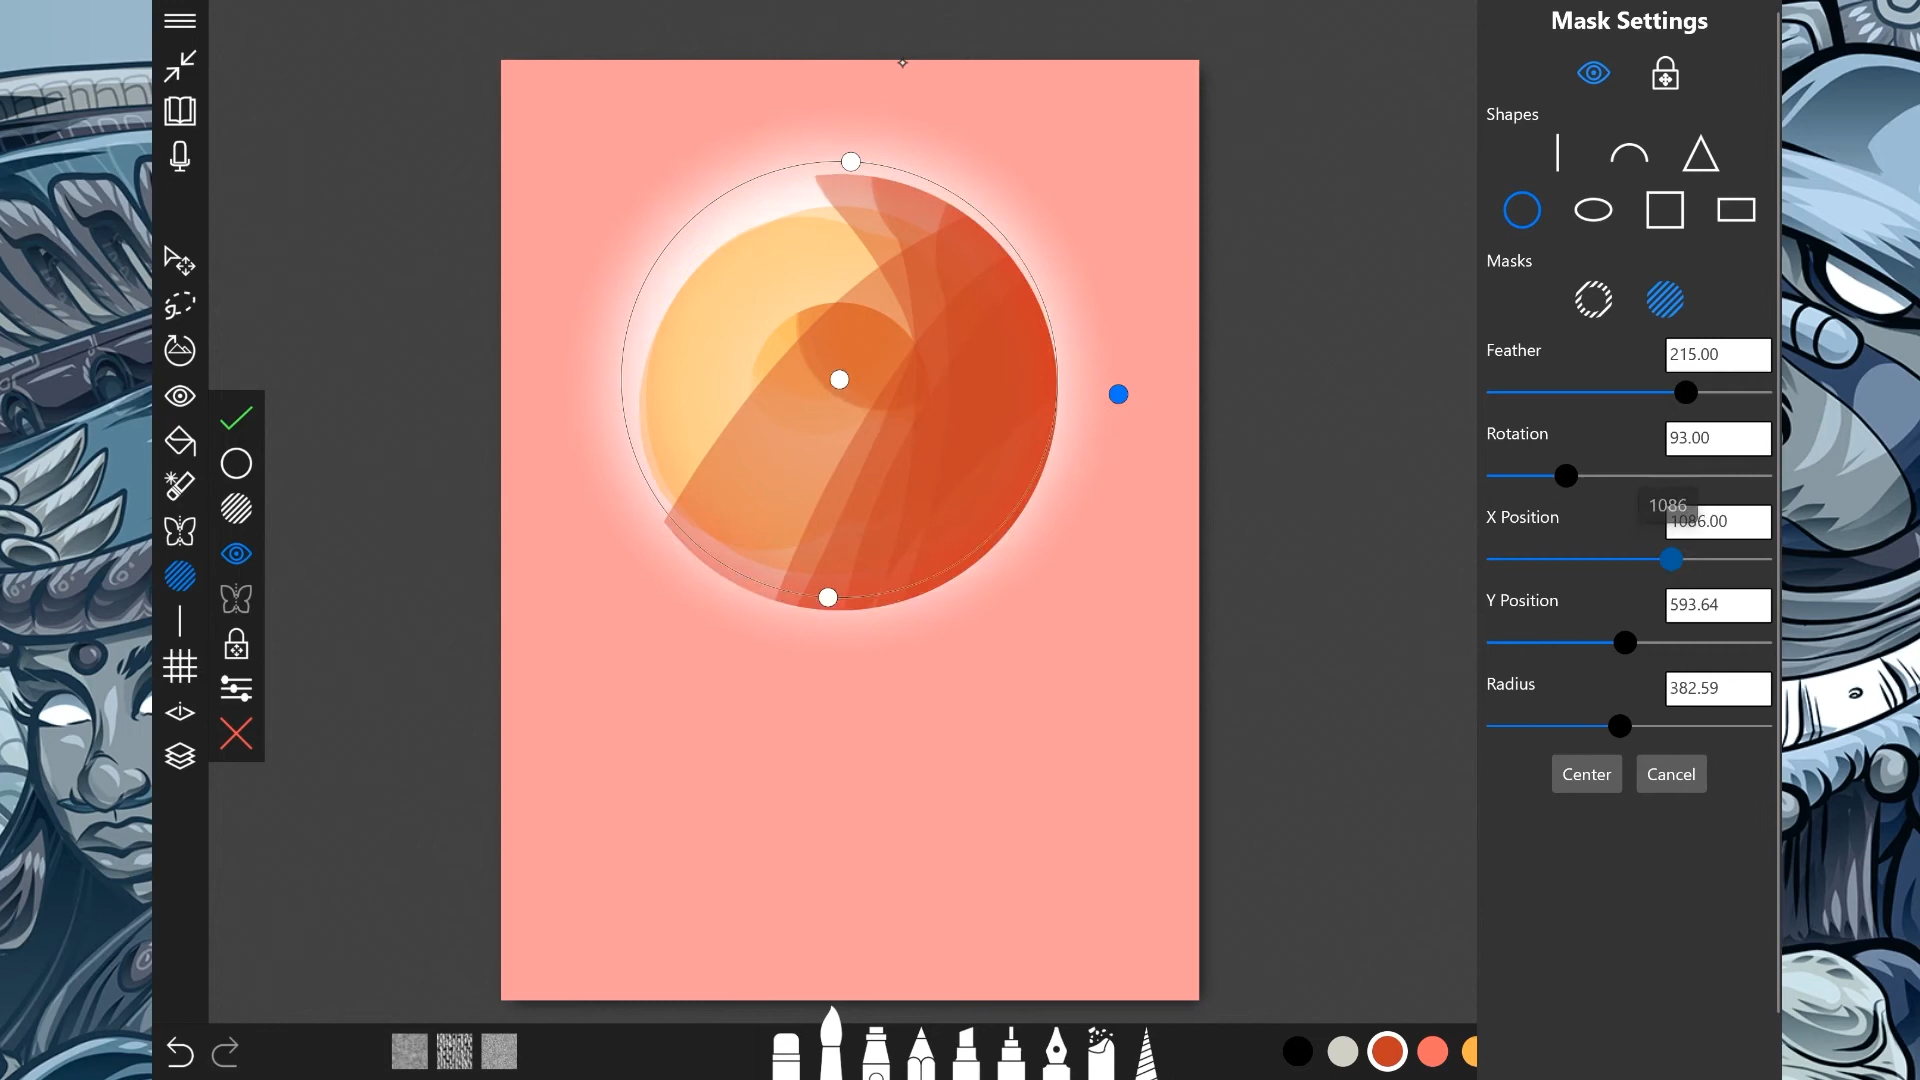 Mask Settings
Shapes
Masks
Feather
215.00
Rotation
93.00
1086
X Position
1086.00
Y Position
593.64
Radius
382.59
Center
Cancel